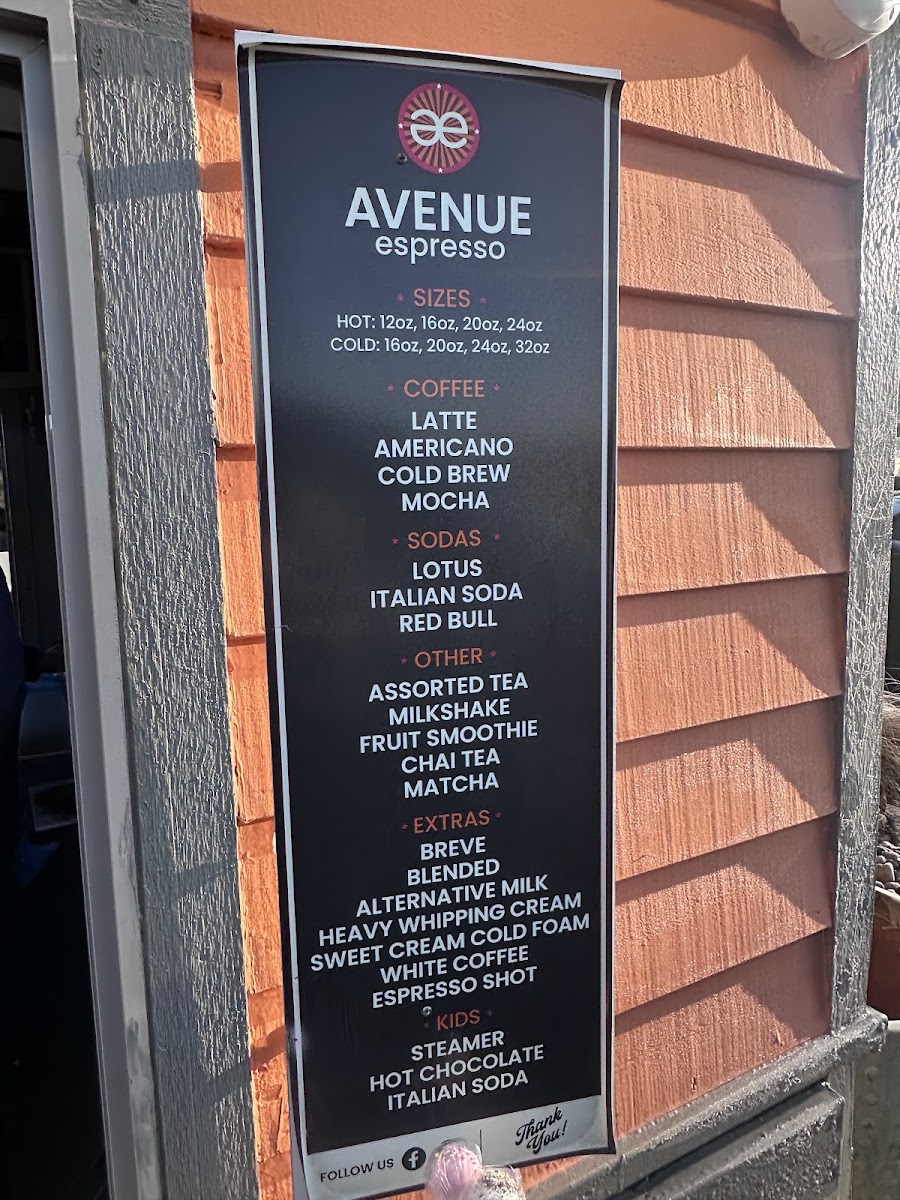 ae
AVENUE
espresso
SIZES
HOT: 12oz, 16oz, 20oz, 24oz
COLD: 16oz, 20oz, 24oz, 32oz
COFFEE
LATTE
AMERICANO
COLD BREW
MOCHA
SODAS
LOTUS
ITALIAN SODA
RED BULL
OTHER
ASSORTED TEA
MILKSHAKE
FRUIT SMOOTHIE
CHAI TEA
MATCHA
EXTRAS
BREVE
BLENDED
ALTERNATIVE MILK
HEAVY WHIPPING CREAM
SWEET CREAM COLD FOAM
WHITE COFFEE
ESPRESSO SHOT
KIDS
STEAMER
HOT CHOCOLATE
ITALIAN SODA
FOLLOW US f
Thank
You!